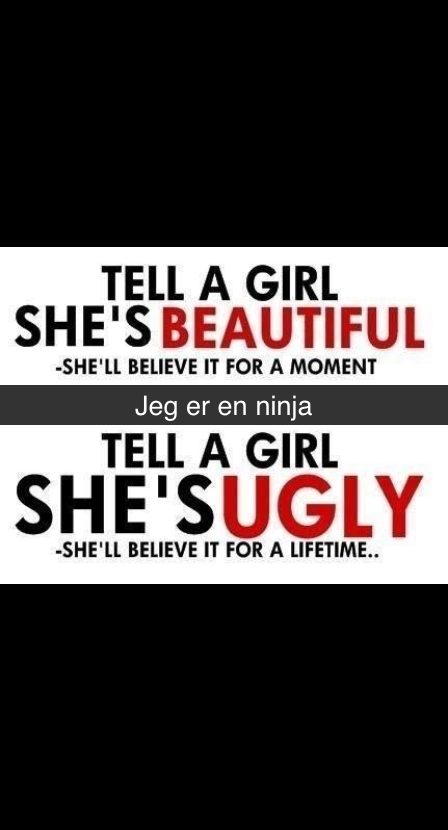 TELL A GIRL
SHE'S BEAUTIFUL
-SHE'LL BELIEVE IT FOR A MOMENT
Jeg er en ninja
TELL A GIRL
SHE'S UGLY
-SHE'LL BELIEVE IT FOR A LIFETIME..